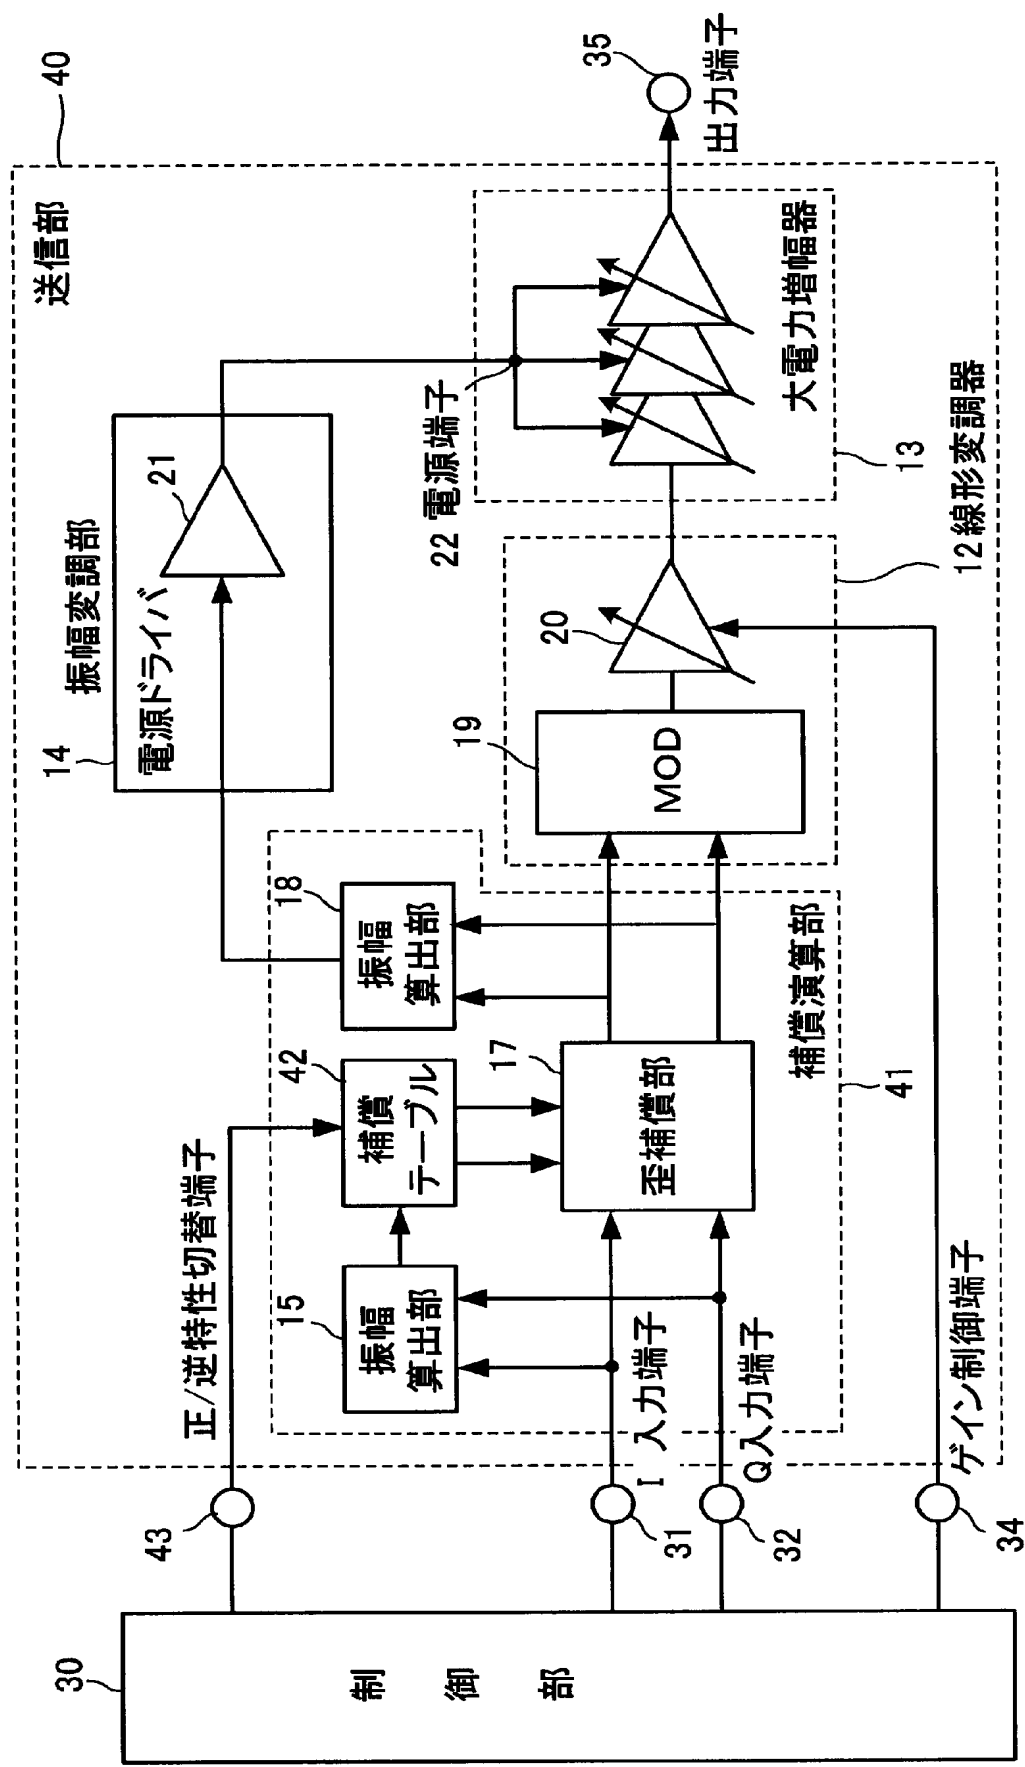 送信部
40
振幅変調部
14
電源ドライバ
21
22 電源端子
35
出力端子
大電力増幅器
13
12 線形変調器
19
MOD
20
18
振幅
算出部
42
補償
テーブル
17
歪補償部
15
振幅
算出部
補償演算部
41
正/逆特性切替端子
43
I 入力端子
31
Q入力端子
32
ゲイン制御端子
34
30
制御部